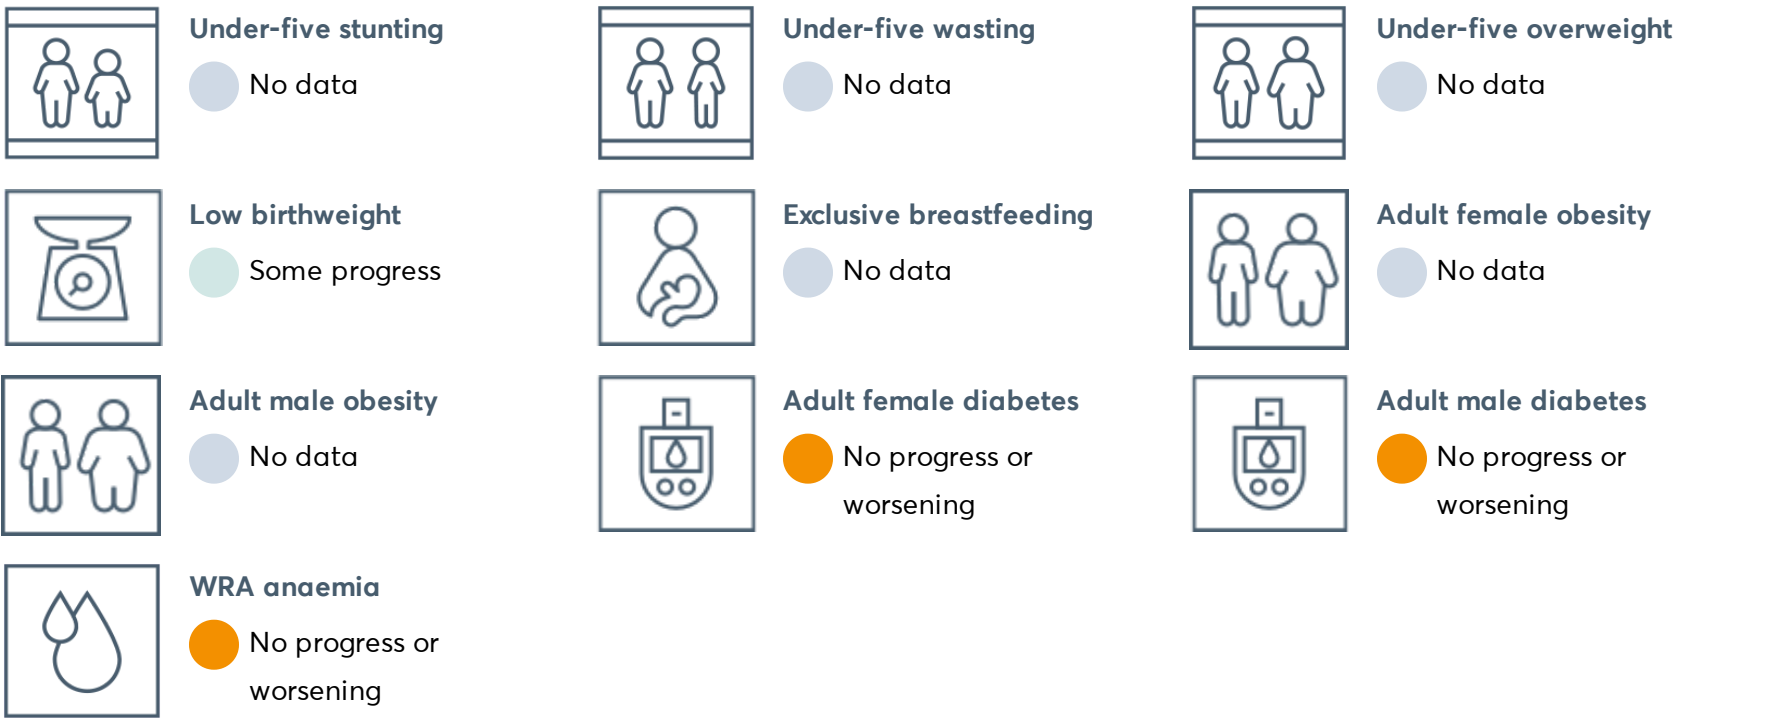 Under-five stunting
No data
Under-five wasting
No data
Under-five overweight
No data
Low birthweight
Some progress
Exclusive breastfeeding
No data
Adult female obesity
No data
Adult male obesity
No data
Adult female diabetes
No progress or
worsening
Adult male diabetes
No progress or
worsening
WRA anaemia
No progress or
worsening